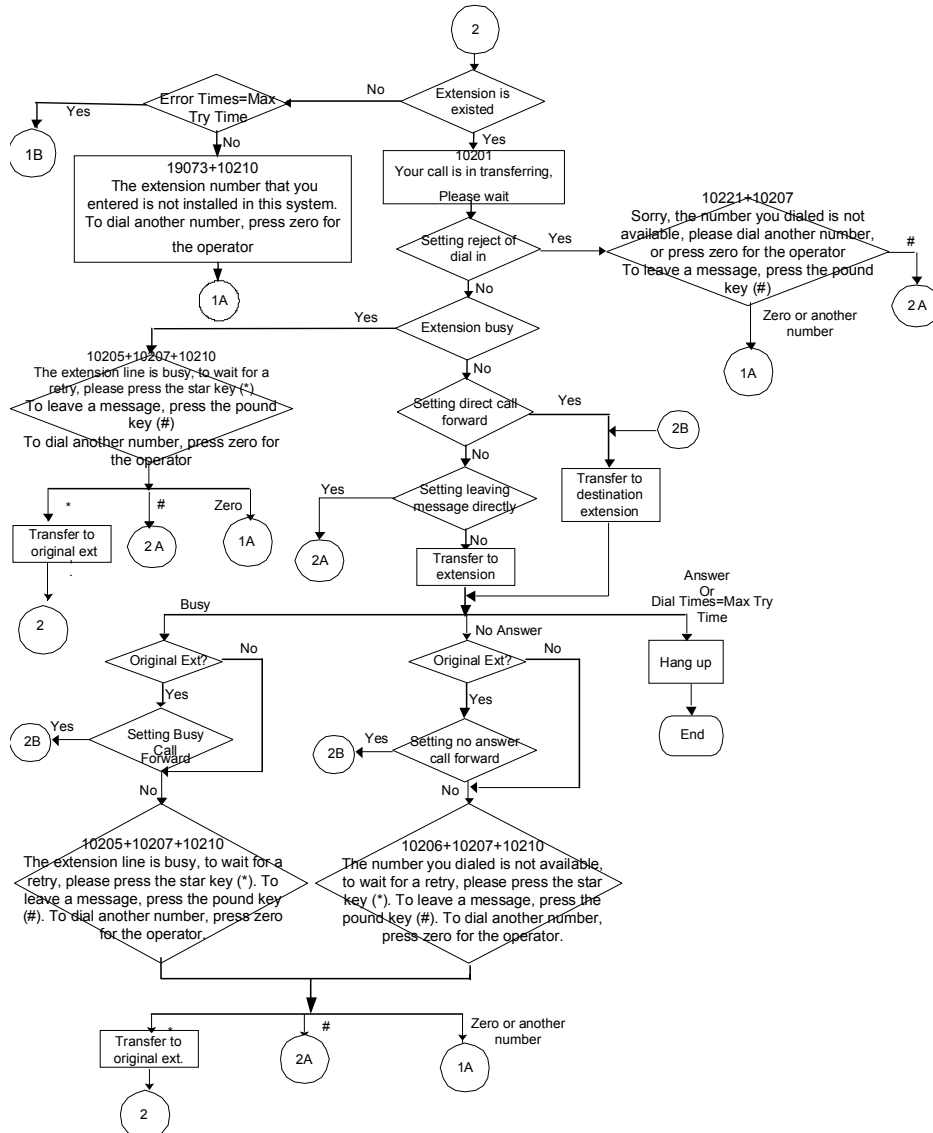 2
Extension is
existed
No
Error Times=Max
Try Time
Yes
1B
No
19073+10210
The extension number that you
entered is not installed in this system.
To dial another number, press zero for
the operator
1A
Yes
10201
Your call is in transferring,
Please wait
Setting reject of
dial in
Yes
10221+10207
Sorry, the number you dialed is not
available, please dial another number,
or press zero for the operator
To leave a message, press the pound
key (#)
#
2 A
Zero or another
number
1A
No
Extension busy
Yes
10205+10207+10210
The extension line is busy, to wait for a
retry, please press the star key (*)
To leave a message, press the pound
key (#)
To dial another number, press zero for
the operator
*
Transfer to
original ext
.
2
#
2 A
Zero
1A
No
Setting direct call
forward
Yes
2B
Transfer to
destination
extension
No
Setting leaving
message directly
Yes
2A
No
Transfer to
extension
Busy
No Answer
Answer
Or
Dial Times=Max Try
Time
Hang up
End
Original Ext?
No
Yes
Setting Busy
Call
Forward
Yes
2B
No
Original Ext?
No
Yes
Setting no answer
call forward
Yes
2B
No
10205+10207+10210
The extension line is busy, to wait for a
retry, please press the star key (*). To
leave a message, press the pound key
(#). To dial another number, press zero
for the operator.
10206+10207+10210
The number you dialed is not available,
to wait for a retry, please press the star
key (*). To leave a message, press the
pound key (#). To dial another number,
press zero for the operator.
*
Transfer to
original ext.
2
#
2A
Zero or another
number
1A